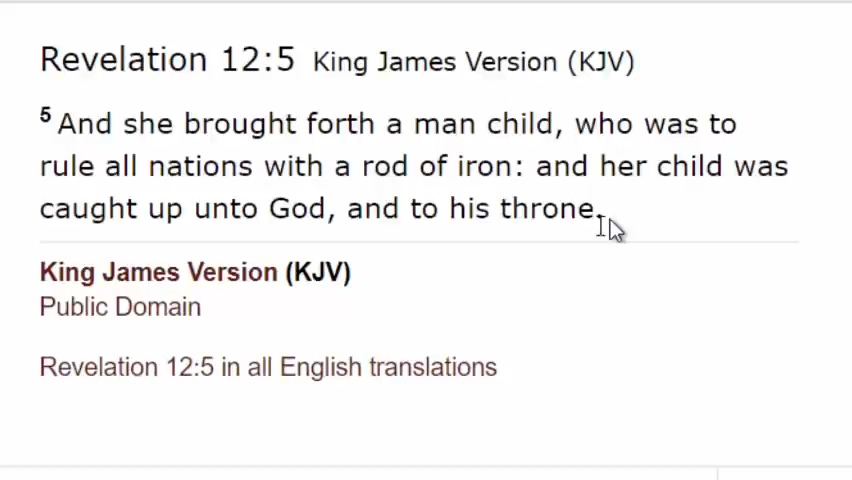 Revelation 12:5 King James Version (KJV)
5 And she brought forth a man child, who was to
rule all nations with a rod of iron: and her child was
caught up unto God, and to his throne.
King James Version (KJV)
Public Domain
Revelation 12:5 in all English translations